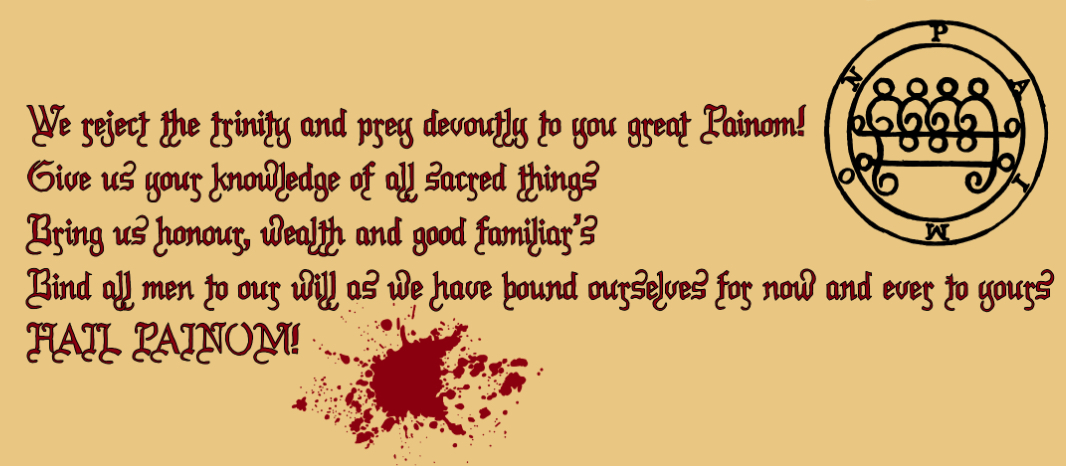 We reject the trinity and prey devoutly to you great Painom!
Give us your knowledge of all sacred things
Bring us honour, wealth and good familiar's
Bind all men to our will as we have bound ourselves for now and ever to yours
HAIL PAINOM!
PAIMON